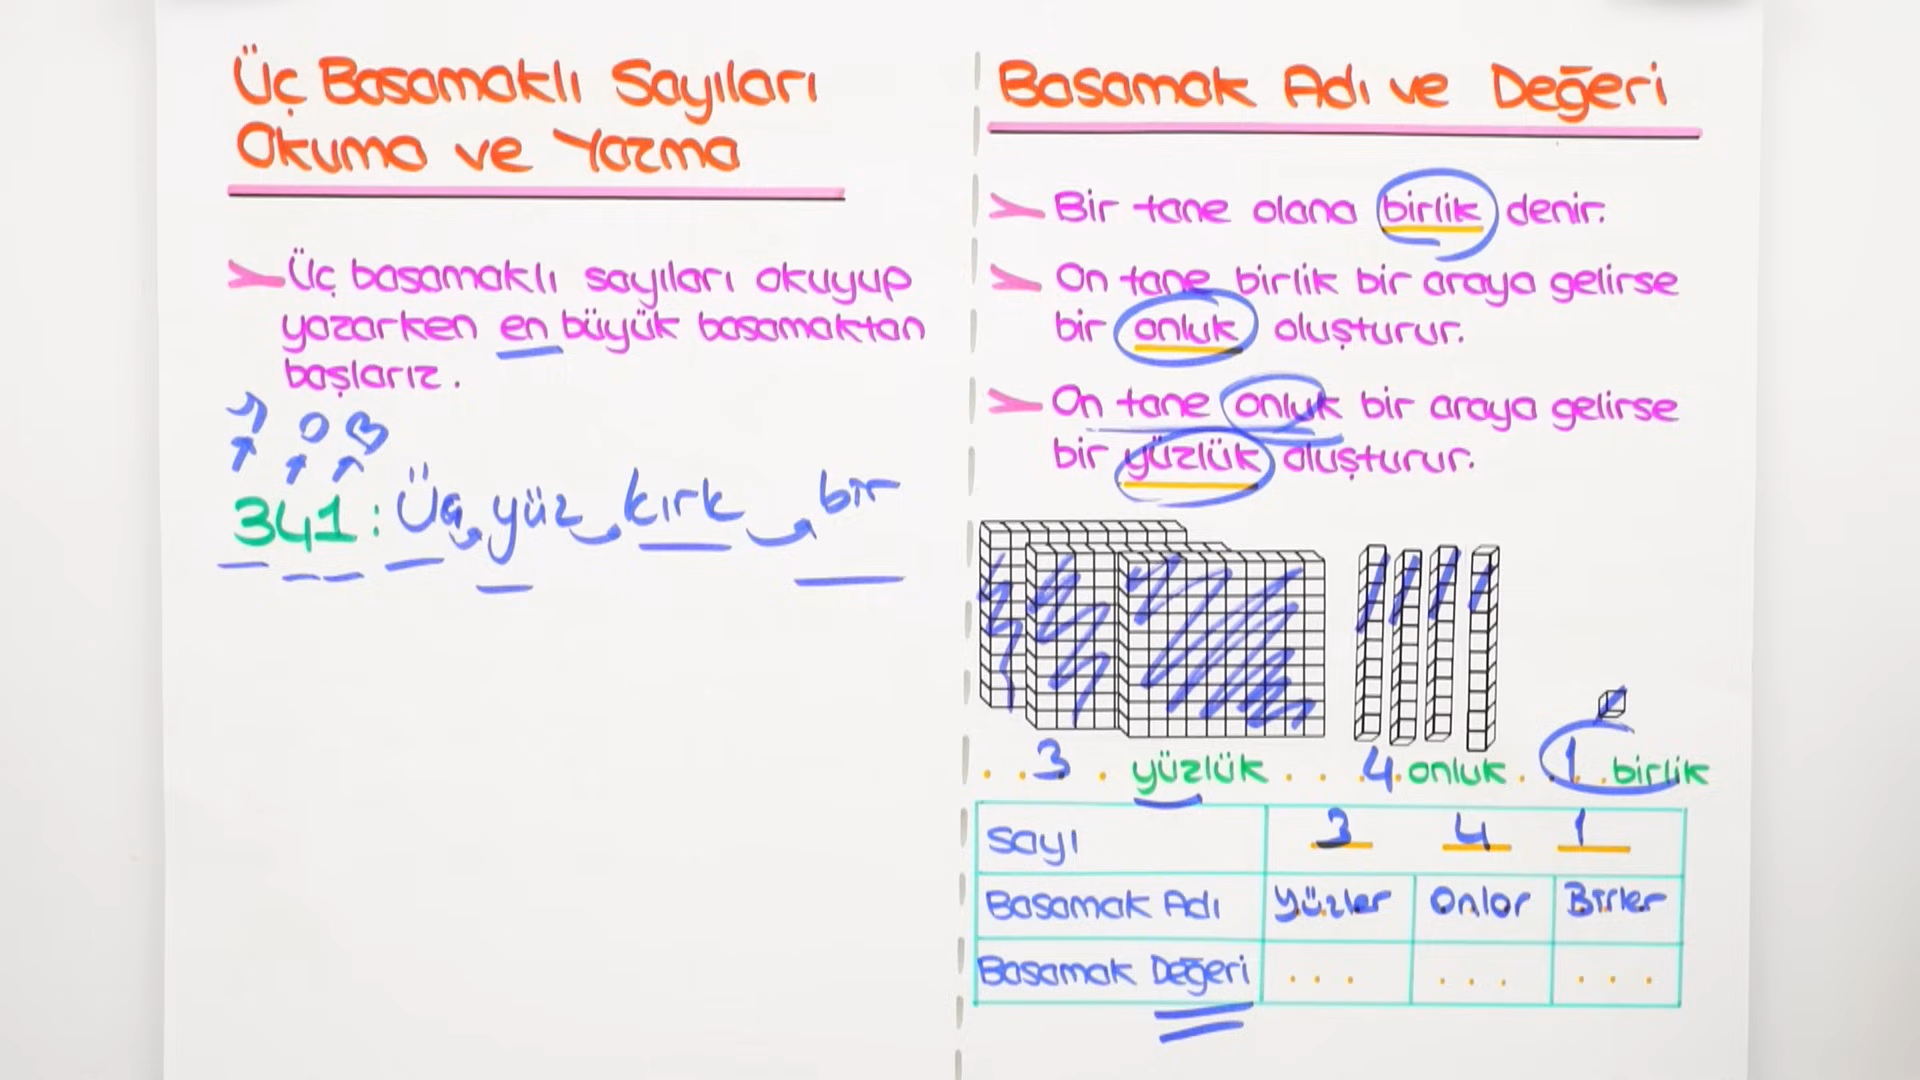 Üç Basamaklı Sayıları
Okuma ve Yazma
Üç basamaklı sayıları okuyup
yazarken en büyük basamaktan
başlarız.
Y O B
341: Üç yüz kırk bir
Basamak Adı ve Değeri
Bir tane olana birlik denir.
On tane birlik bir araya gelirse
bir onluk oluşturur.
On tane onluk bir araya gelirse
bir yüzlük oluşturur.
. . 3 . yüzlük . . . 4 . onluk . . 1 . . birlik
Sayı 3 4 1
Basamak Adı Yüzler Onlar Birler
Basamak Değeri . . . . . . . . .